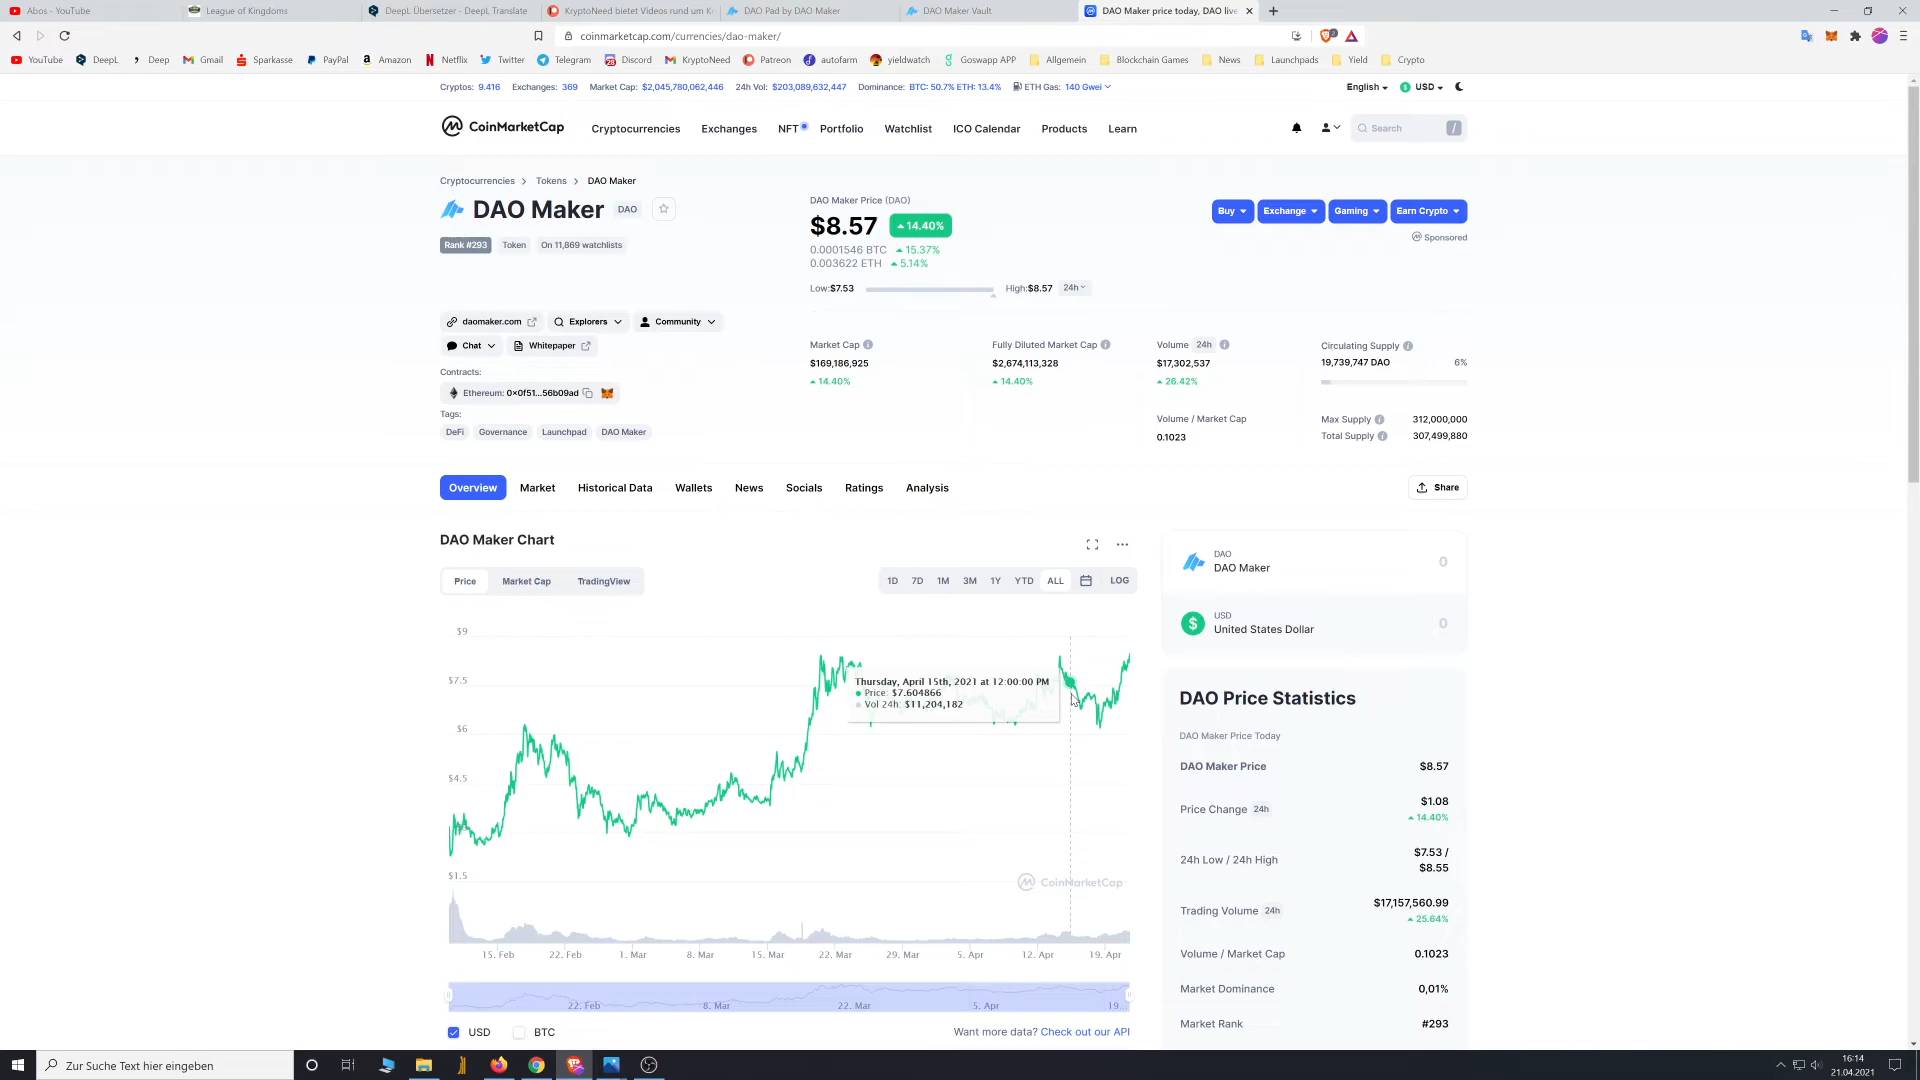 Abos - YouTube
League of Kingdoms
DeepL Übersetzer - DeepL Translate
KryptoNeed bietet Videos rund um K
DAO Pad by DAO Maker
DAO Maker Vault
DAO Maker price today, DAO live
coinmarketcap.com/currencies/dao-maker/
YouTube
DeepL
Deep
Gmail
Sparkasse
PayPal
Amazon
Netflix
Twitter
Telegram
Discord
KryptoNeed
Patreon
autofarm
yieldwatch
Goswapp APP
Allgemein
Blockchain Games
News
Launchpads
Yield
Crypto
Cryptos: 9.416 Exchanges: 369 Market Cap: $2,045,780,062,446 24h Vol: $203,089,632,447 Dominance: BTC: 50.7% ETH: 13.4% ETH Gas: 140 Gwei
English USD
CoinMarketCap
Cryptocurrencies Exchanges NFT Portfolio Watchlist ICO Calendar Products Learn
Search /
Cryptocurrencies > Tokens > DAO Maker
DAO Maker DAO
Rank #293 Token On 11,869 watchlists
DAO Maker Price (DAO)
$8.57 14.40%
0.0001546 BTC 15.37%
0.003622 ETH 5.14%
Low:$7.53 High:$8.57 24h
Buy Exchange Gaming Earn Crypto
Sponsored
daomaker.com Explorers Community
Chat Whitepaper
Contracts:
Ethereum: 0x0f51...56b09ad
Tags:
DeFi Governance Launchpad DAO Maker
Market Cap
$169,186,925
14.40%
Fully Diluted Market Cap
$2,674,113,328
14.40%
Volume 24h
$17,302,537
26.42%
Volume / Market Cap
0.1023
Circulating Supply
19,739,747 DAO 6%
Max Supply 312,000,000
Total Supply 307,499,880
Overview Market Historical Data Wallets News Socials Ratings Analysis
Share
DAO Maker Chart
Price Market Cap TradingView
1D 7D 1M 3M 1Y YTD ALL LOG
$9
$7.5
$6
$4.5
$1.5
Thursday, April 15th, 2021 at 12:00:00 PM
Price: $7.604866
Vol 24h: $11,204,182
CoinMarketCap
15. Feb 22. Feb 1. Mar 8. Mar 15. Mar 22. Mar 29. Mar 5. Apr 12. Apr 19. Apr
22. Feb 8. Mar 22. Mar 5. Apr 19...
USD BTC
Want more data? Check out our API
DAO
DAO Maker 0
USD
United States Dollar 0
DAO Price Statistics
DAO Maker Price Today
DAO Maker Price $8.57
Price Change 24h $1.08
14.40%
24h Low / 24h High $7.53 /
$8.55
Trading Volume 24h $17,157,560.99
25.64%
Volume / Market Cap 0.1023
Market Dominance 0,01%
Market Rank #293
Zur Suche Text hier eingeben
16:14
21.04.2021